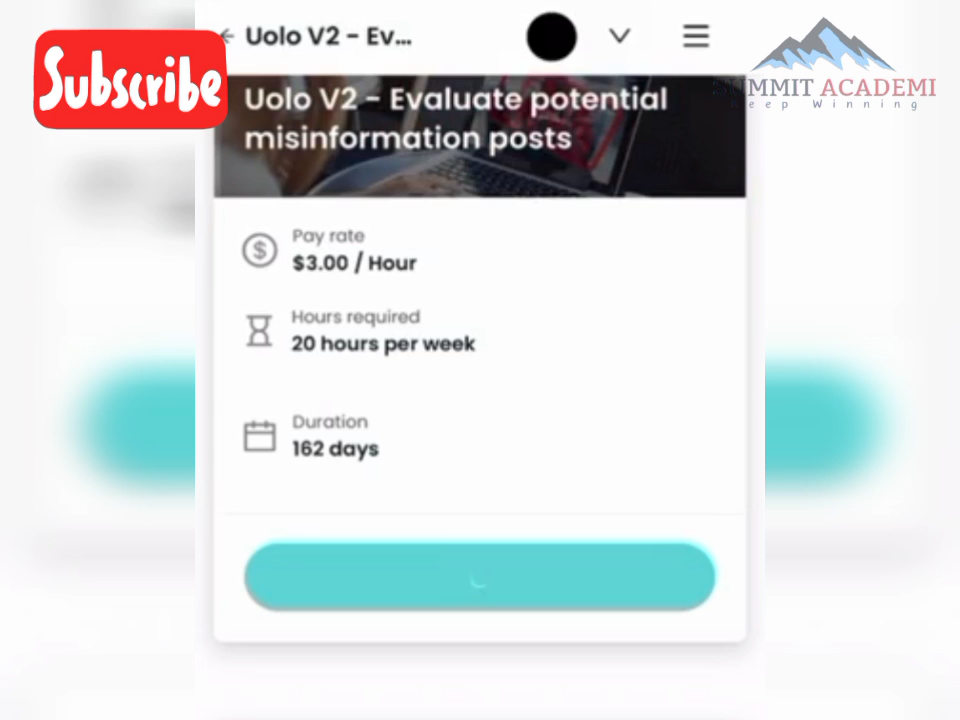 Subscribe
Uolo V2 - Ev...
Uolo V2 - Evaluate potential
misinformation posts
Pay rate
$3.00 / Hour
Hours required
20 hours per week
Duration
162 days
SUMMIT ACADEMI
Keep Winning